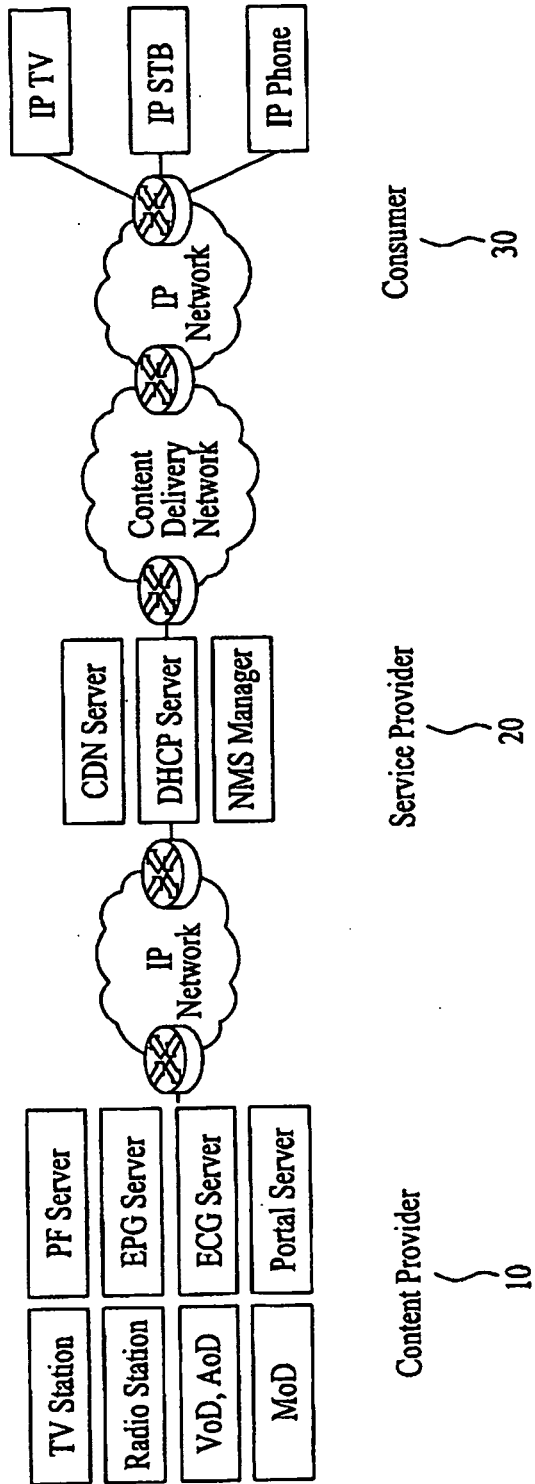 TV Station
Radio Station
VoD, AoD
MoD
PF Server
EPG Server
ECG Server
Portal Server
IP
Network
CDN Server
DHCP Server
NMS Manager
Content
Delivery
Network
IP
Network
IP TV
IP STB
IP Phone
Content Provider
10
Service Provider
20
Consumer
30